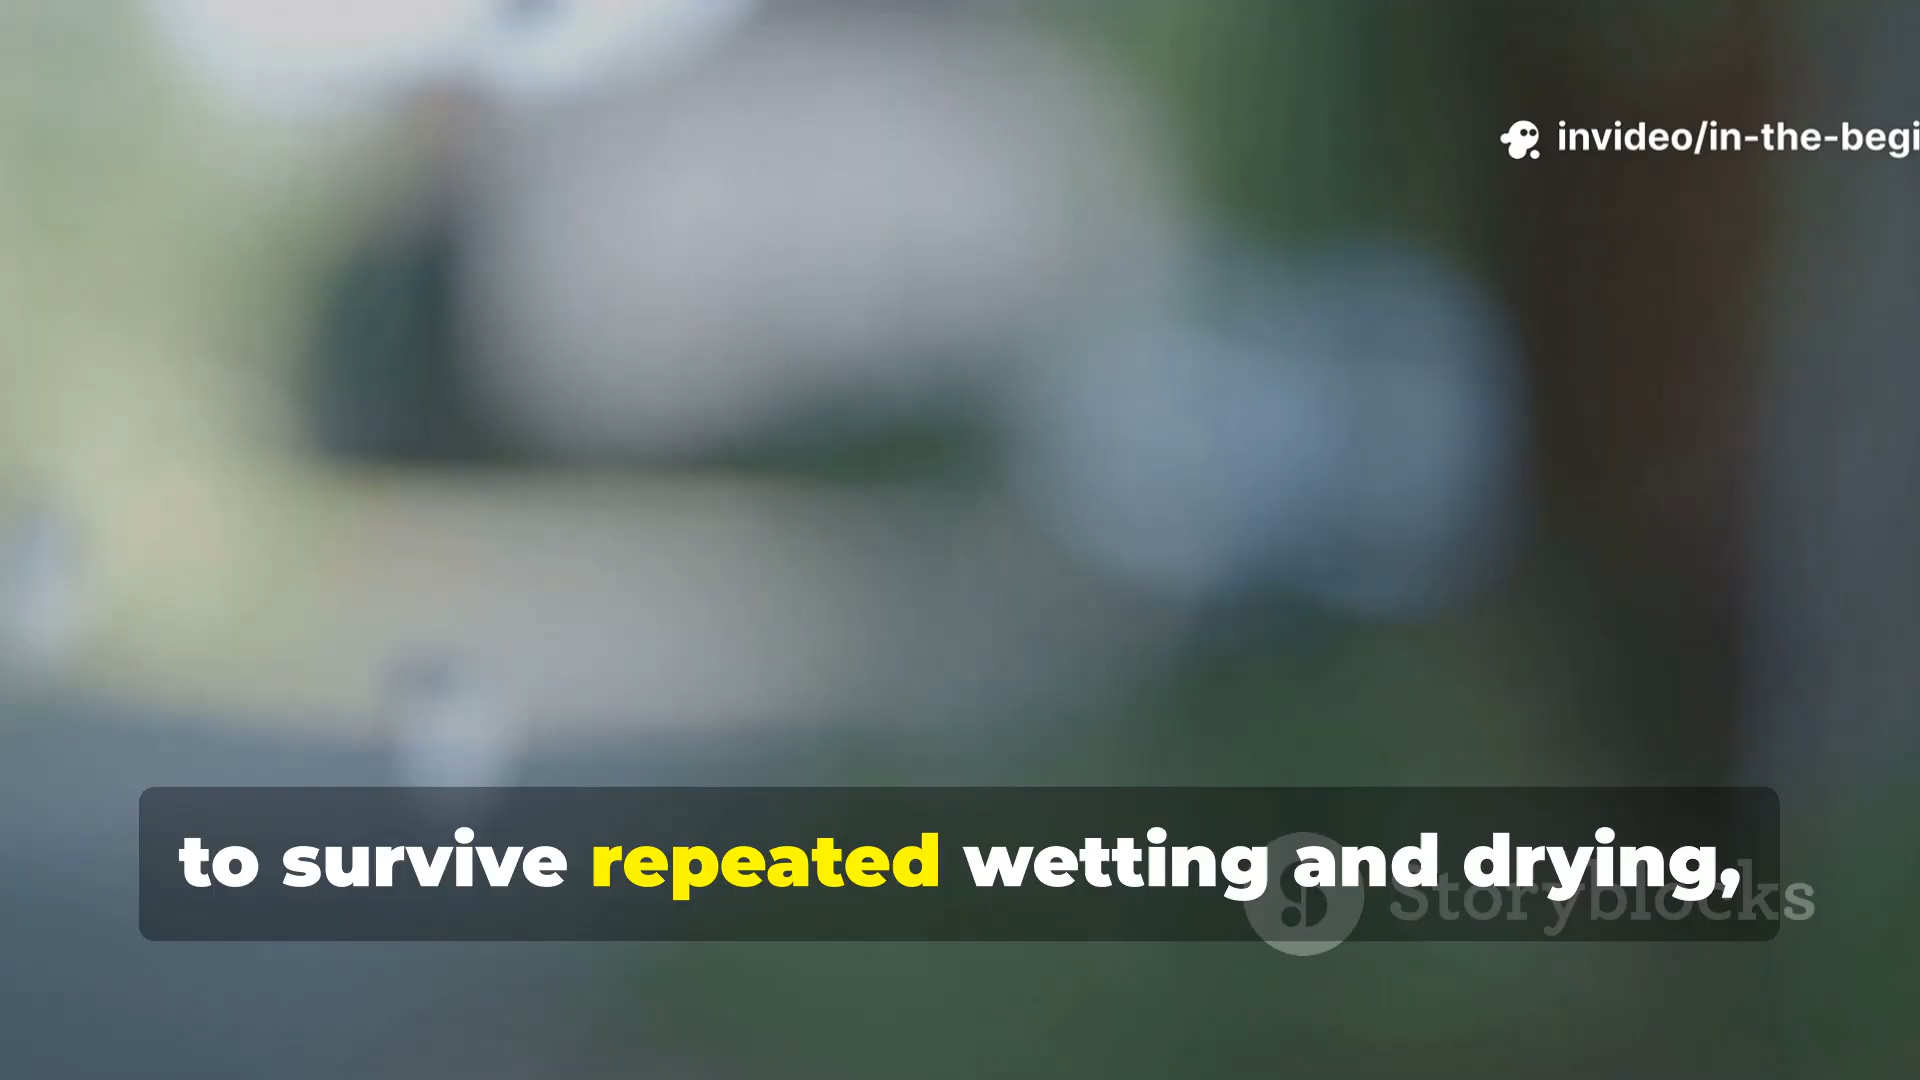 invideo/in-the-begi
to survive repeated wetting and drying,
Storyblocks